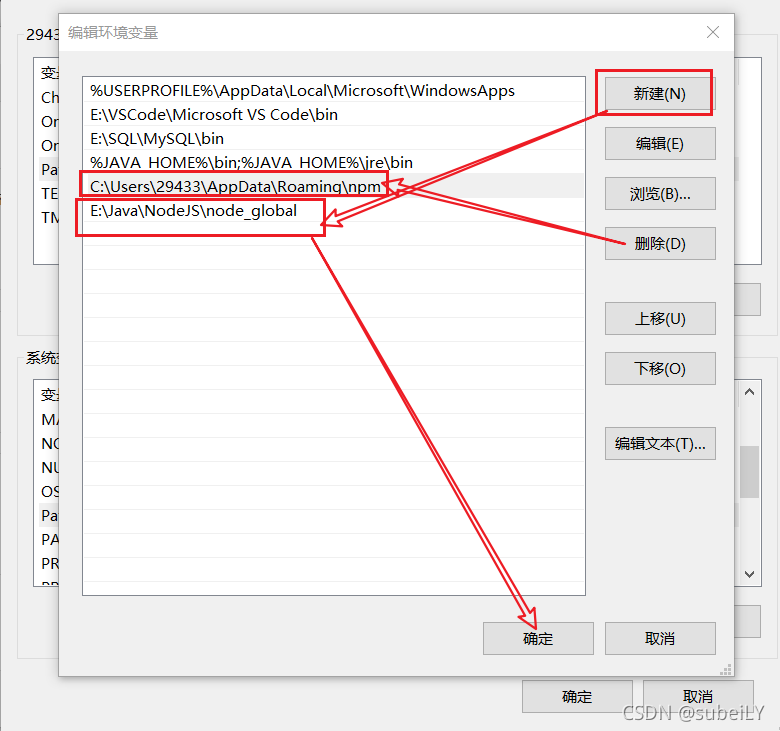 编辑环境变量
2943
%USERPROFILE%\AppData\Local\Microsoft\WindowsApps
E:\VSCode\Microsoft VS Code\bin
E:\SQL\MySQL\bin
%JAVA_HOME%\bin;%JAVA_HOME%\jre\bin
C:\Users\29433\AppData\Roaming\npm
E:\Java\NodeJS\node_global
新建(N)
编辑(E)
浏览(B)...
删除(D)
上移(U)
下移(O)
编辑文本(T)...
确定
取消
变
Ch
Or
Or
Pa
TE
TM
系统
变
MA
NC
NU
OS
Pa
PA
PR
确定
取消
CSDN @subeiLY